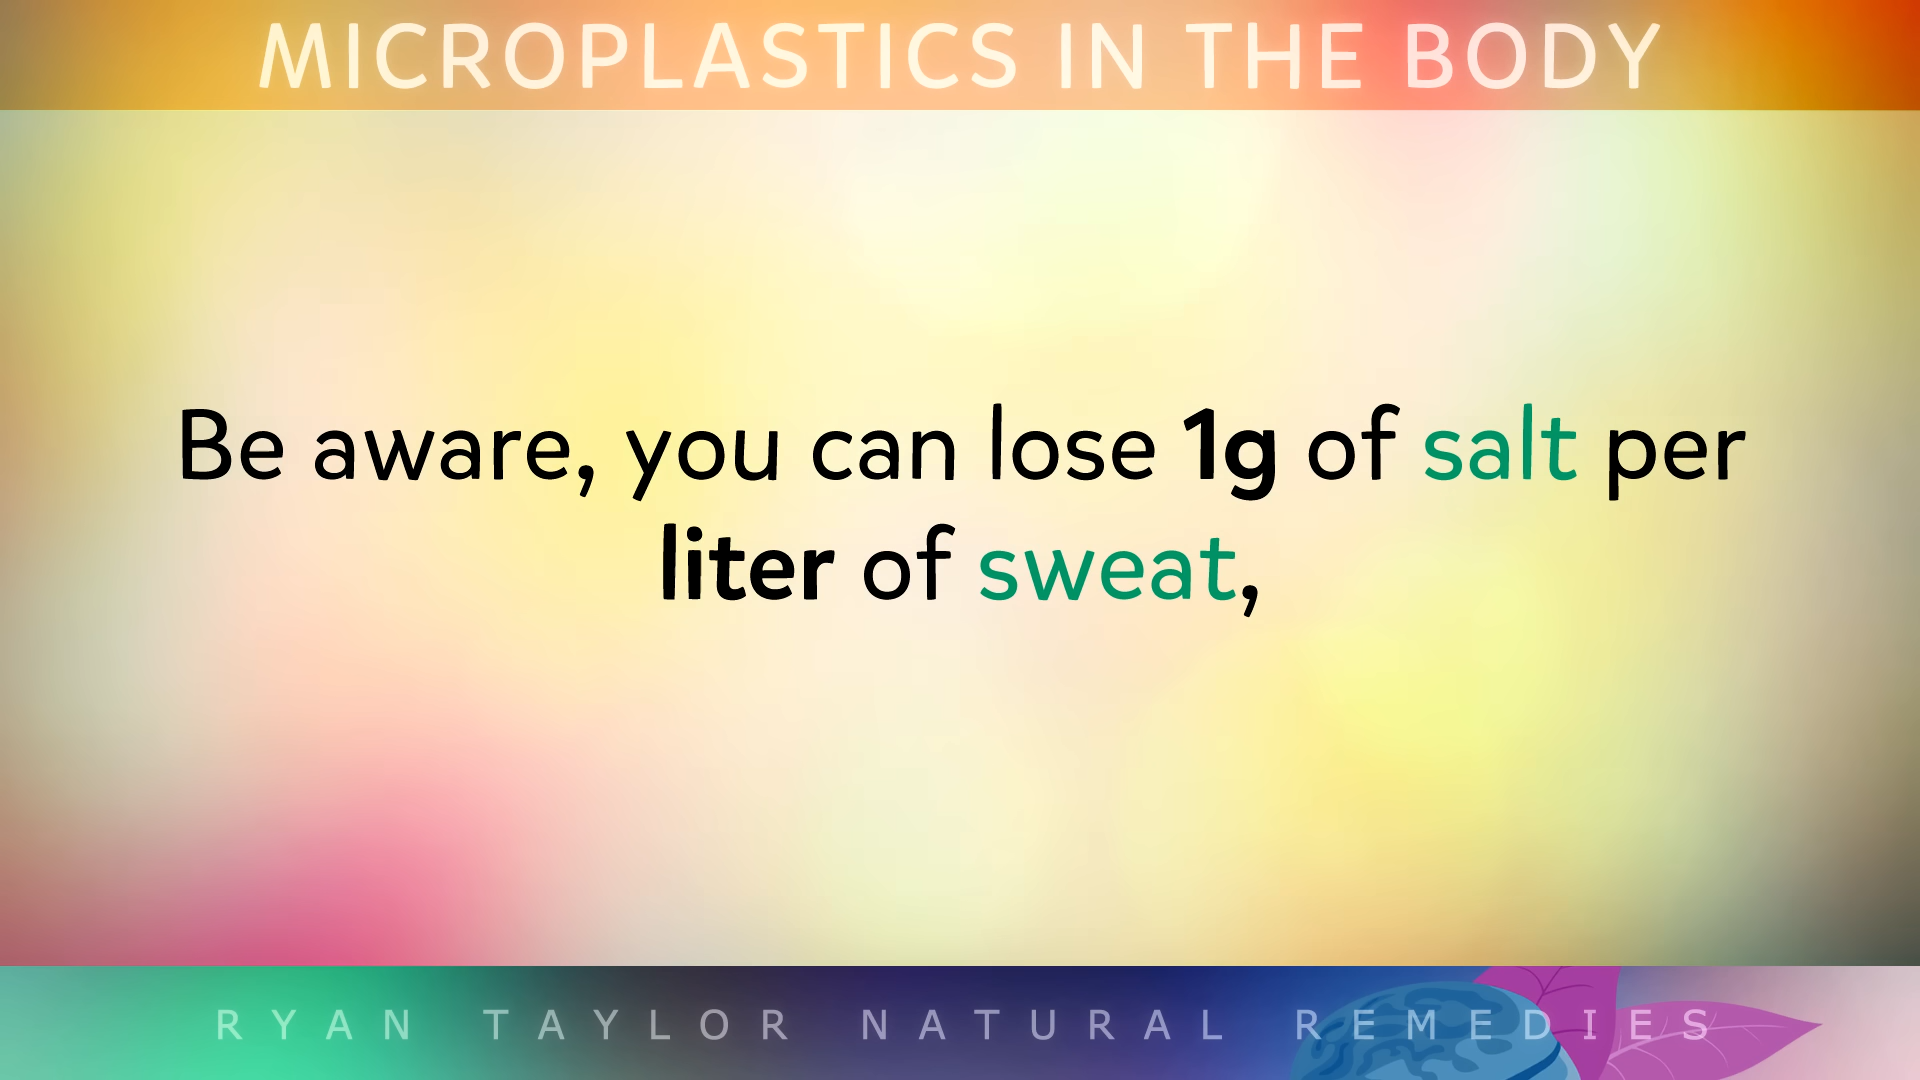 MICROPLASTICS IN THE BODY
Be aware, you can lose 1g of salt per
liter of sweat,
RYAN TAYLOR NATURAL REMEDIES